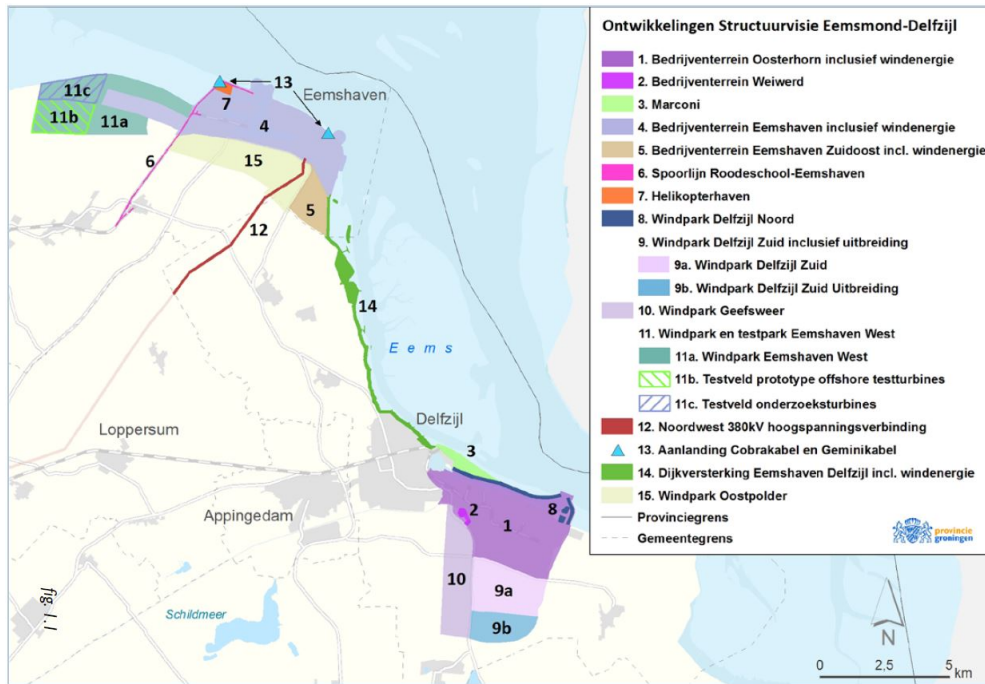 Ontwikkelingen Structuurvisie Eemsmond-Delfzijl
1. Bedrijventerrein Oosterhorn inclusief windenergie
2. Bedrijventerrein Weiwerd
3. Marconi
4. Bedrijventerrein Eemshaven inclusief windenergie
5. Bedrijventerrein Eemshaven Zuidoost incl. windenergie
6. Spoorlijn Roodeschool-Eemshaven
7. Helikopterhaven
8. Windpark Delfzijl Noord
9. Windpark Delfzijl Zuid inclusief uitbreiding
9a. Windpark Delfzijl Zuid
9b. Windpark Delfzijl Zuid Uitbreiding
10. Windpark Geefsweer
11. Windpark en testpark Eemshaven West
11a. Windpark Eemshaven West
11b. Testveld prototype offshore testturbines
11c. Testveld onderzoeksturbines
12. Noordwest 380kV hoogspanningsverbinding
13. Aanlanding Cobrakabel en Geminikabel
14. Dijkversterking Eemshaven Delfzijl incl. windenergie
15. Windpark Oostpolder
Provinciegrens
Gemeentegrens
provincie
groningen
13
11c
Eemshaven
7
11b
11a
4
15
6
5
12
14
Eems
Delfzijl
Loppersum
3
2
8
1
Appingedam
10
9a
Schildmeer
9b
fig. 1.1
N
0
2,5
5
km